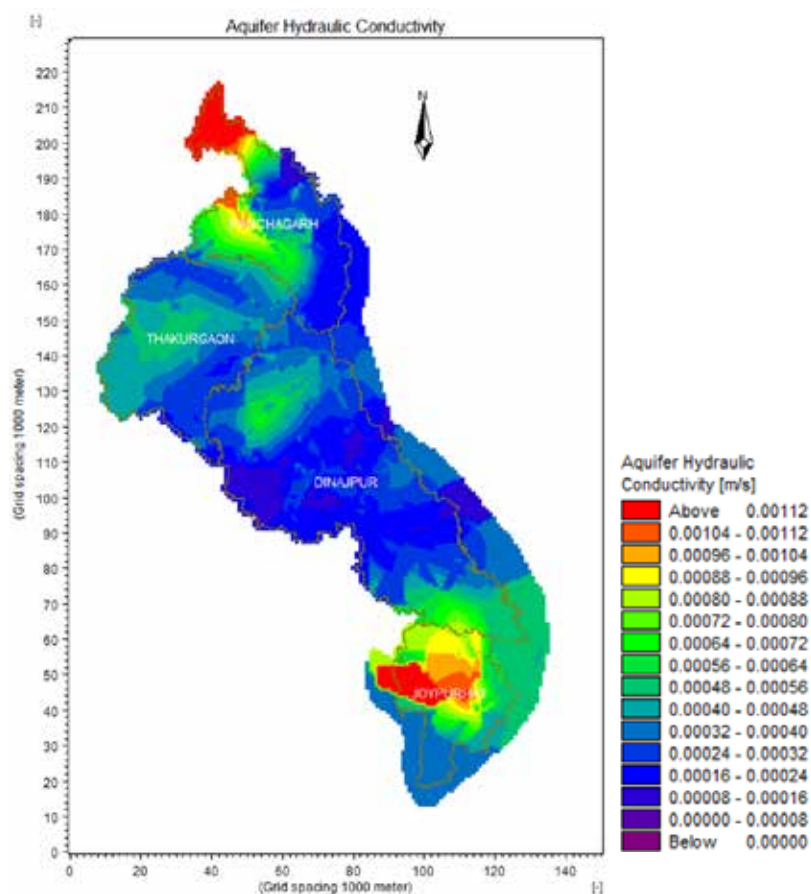 [-]
Aquifer Hydraulic Conductivity
N
220
210
200
190
180
170
160
150
140
130
120
110
100
90
80
70
60
50
40
30
20
10
0
(Grid spacing 1000 meter)
THAKURGAON
DINAJPUR
0 20 40 60 80 100 120 140
(Grid spacing 1000 meter) [-]
Aquifer Hydraulic
Conductivity [m/s]
Above 0.00112
0.00104 - 0.00112
0.00096 - 0.00104
0.00088 - 0.00096
0.00080 - 0.00088
0.00072 - 0.00080
0.00064 - 0.00072
0.00056 - 0.00064
0.00048 - 0.00056
0.00040 - 0.00048
0.00032 - 0.00040
0.00024 - 0.00032
0.00016 - 0.00024
0.00008 - 0.00016
0.00000 - 0.00008
Below 0.00000